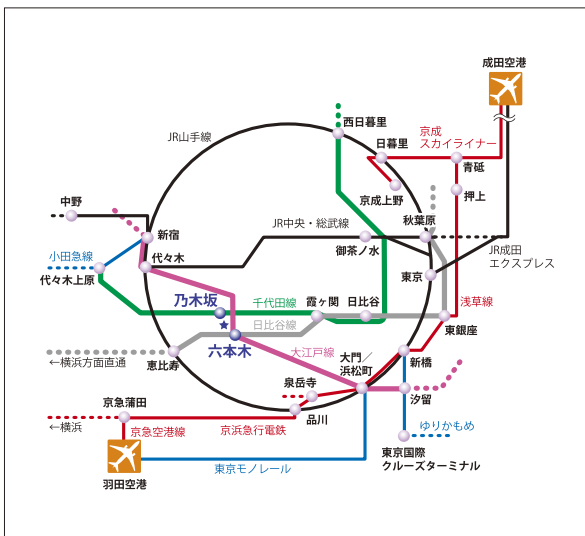 成田空港
西日暮里
京成
スカイライナー
JR山手線
日暮里
青砥
京成上野
押上
中野
JR中央・総武線
秋葉原
新宿
御茶ノ水
JR成田
エクスプレス
小田急線
代々木
代々木上原
東京
乃木坂
千代田線
霞ヶ関
日比谷
浅草線
日比谷線
東銀座
六本木
大江戸線
←横浜方面直通
恵比寿
大門／
浜松町
新橋
泉岳寺
汐留
京急蒲田
品川
←横浜
京急空港線
京浜急行電鉄
ゆりかもめ
東京国際
クルーズターミナル
東京モノレール
羽田空港